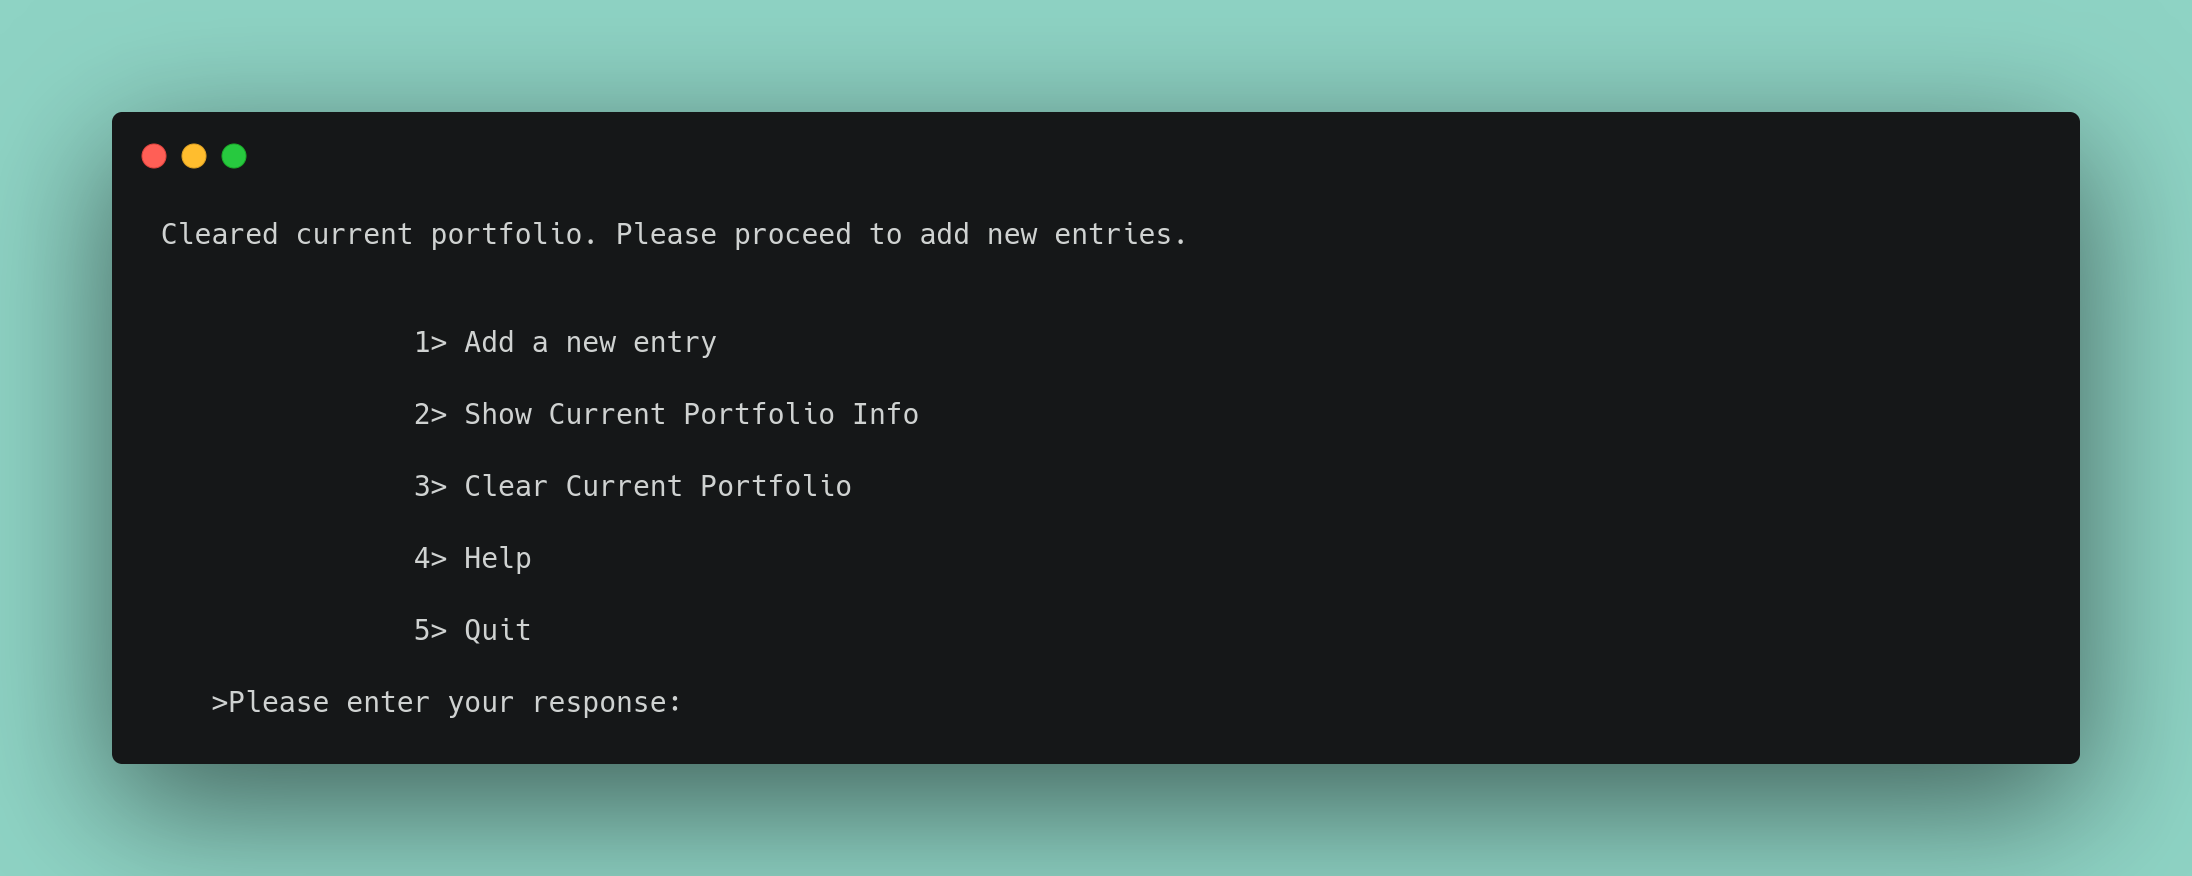 Cleared current portfolio. Please proceed to add new entries.
1> Add a new entry
2> Show Current Portfolio Info
3> Clear Current Portfolio
4> Help
5> Quit
>Please enter your response: